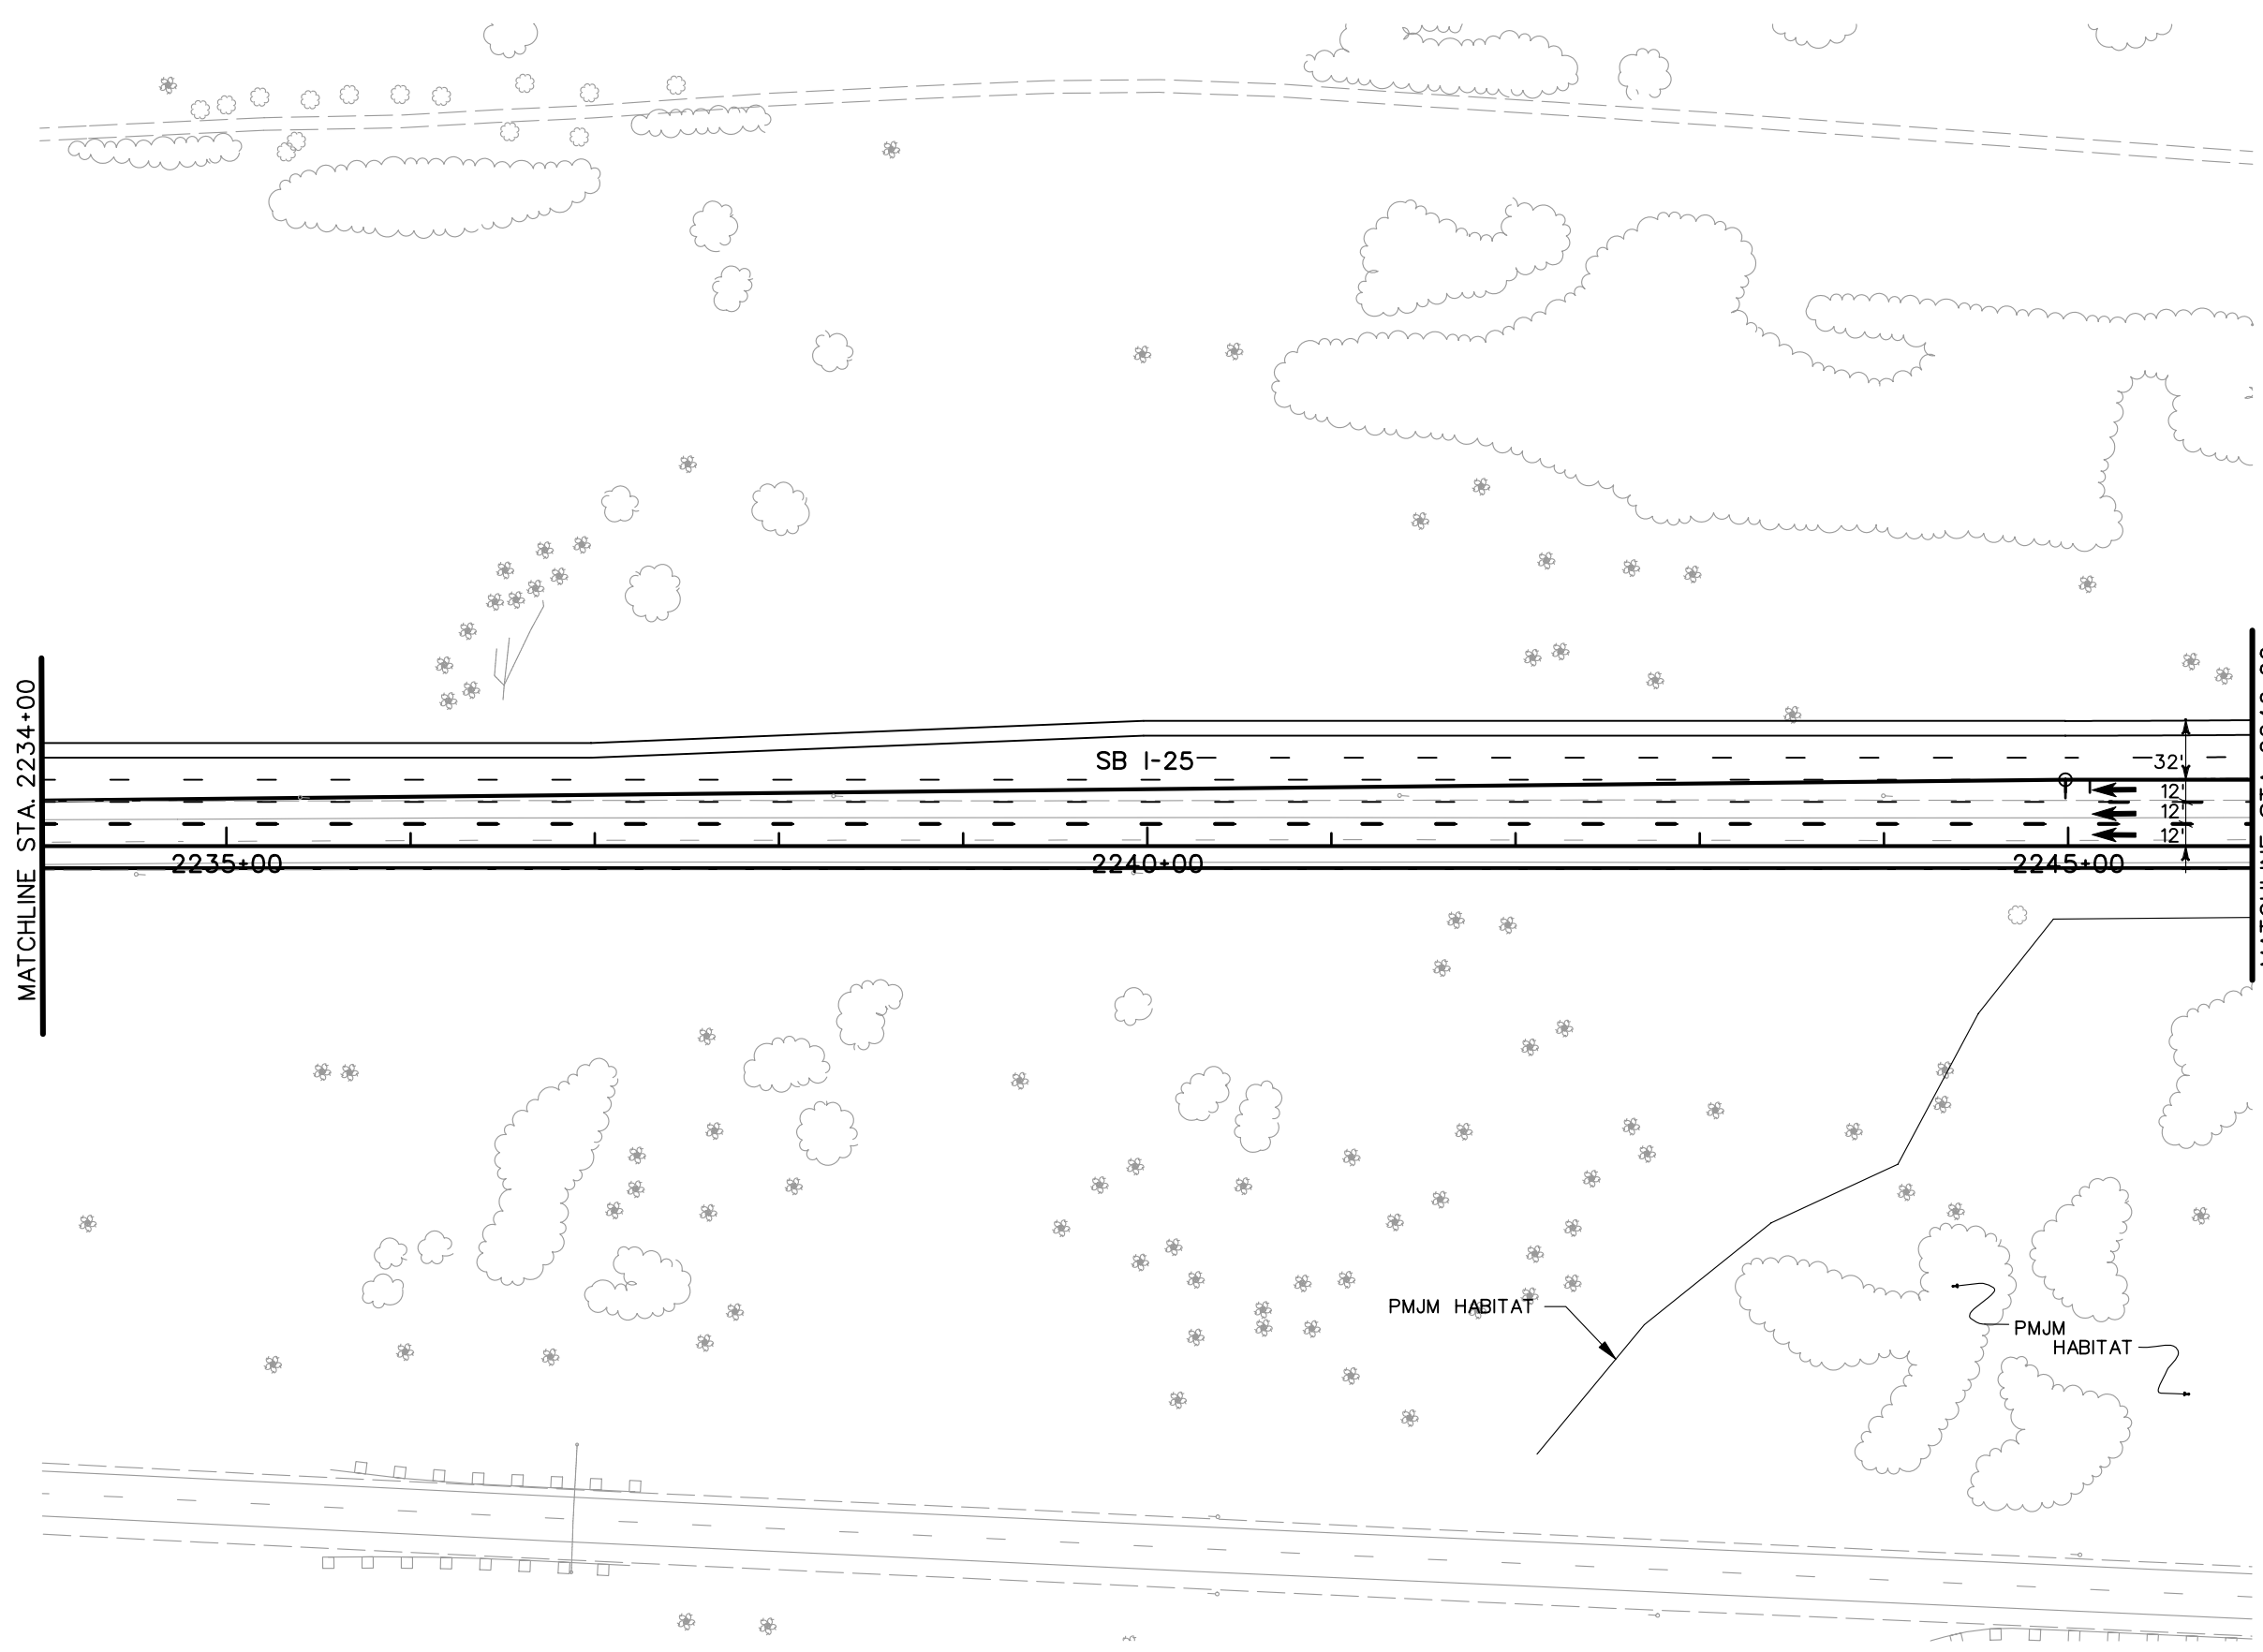 MATCHLINE STA. 2234+00
SB I-25
32'
12'
12'
12'
2235+00
2240+00
2245+00
PMJM HABITAT
PMJM
HABITAT